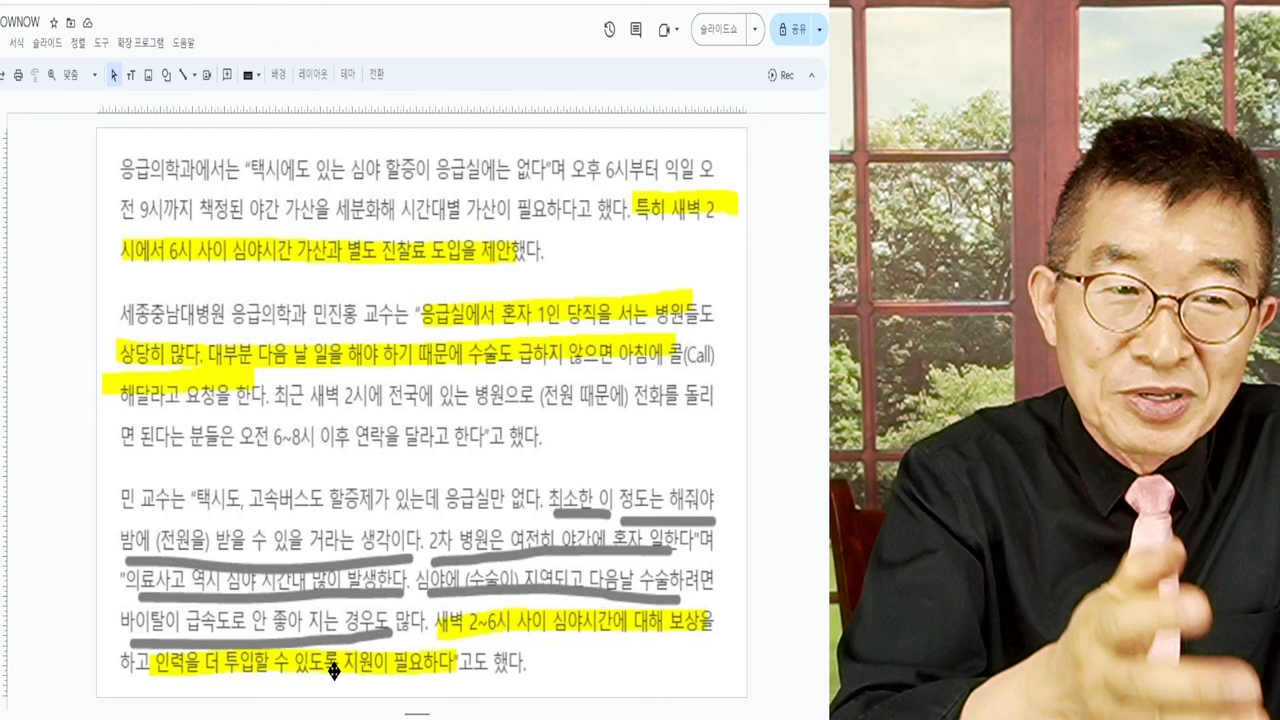 OWNOW
서식 슬라이드 정렬 도구 확장 프로그램 도움말
슬라이드쇼
공유
맞춤
배경 레이아웃 테마 전환
Rec
응급의학과에서는 “택시에도 있는 심야 할증이 응급실에는 없다”며 오후 6시부터 익일 오
전 9시까지 책정된 야간 가산을 세분화해 시간대별 가산이 필요하다고 했다. 특히 새벽 2
시에서 6시 사이 심야시간 가산과 별도 진찰료 도입을 제안했다.
세종충남대병원 응급의학과 민진홍 교수는 “응급실에서 혼자 1인 당직을 서는 병원들도
상당히 많다. 대부분 다음 날 일을 해야 하기 때문에 수술도 급하지 않으면 아침에 콜(Call)
해달라고 요청을 한다. 최근 새벽 2시에 전국에 있는 병원으로 (전원 때문에) 전화를 돌리
면 된다는 분들은 오전 6~8시 이후 연락을 달라고 한다”고 했다.
민 교수는 “택시도, 고속버스도 할증제가 있는데 응급실만 없다. 최소한 이 정도는 해줘야
밤에 (전원을) 받을 수 있을 거라는 생각이다. 2차 병원은 여전히 야간에 혼자 일한다"며
"의료사고 역시 심야 시간대 많이 발생한다. 심야에 (수술이) 지연되고 다음날 수술하려면
바이탈이 급속도로 안 좋아 지는 경우도 많다. 새벽 2~6시 사이 심야시간에 대해 보상을
하고 인력을 더 투입할 수 있도록 지원이 필요하다”고도 했다.